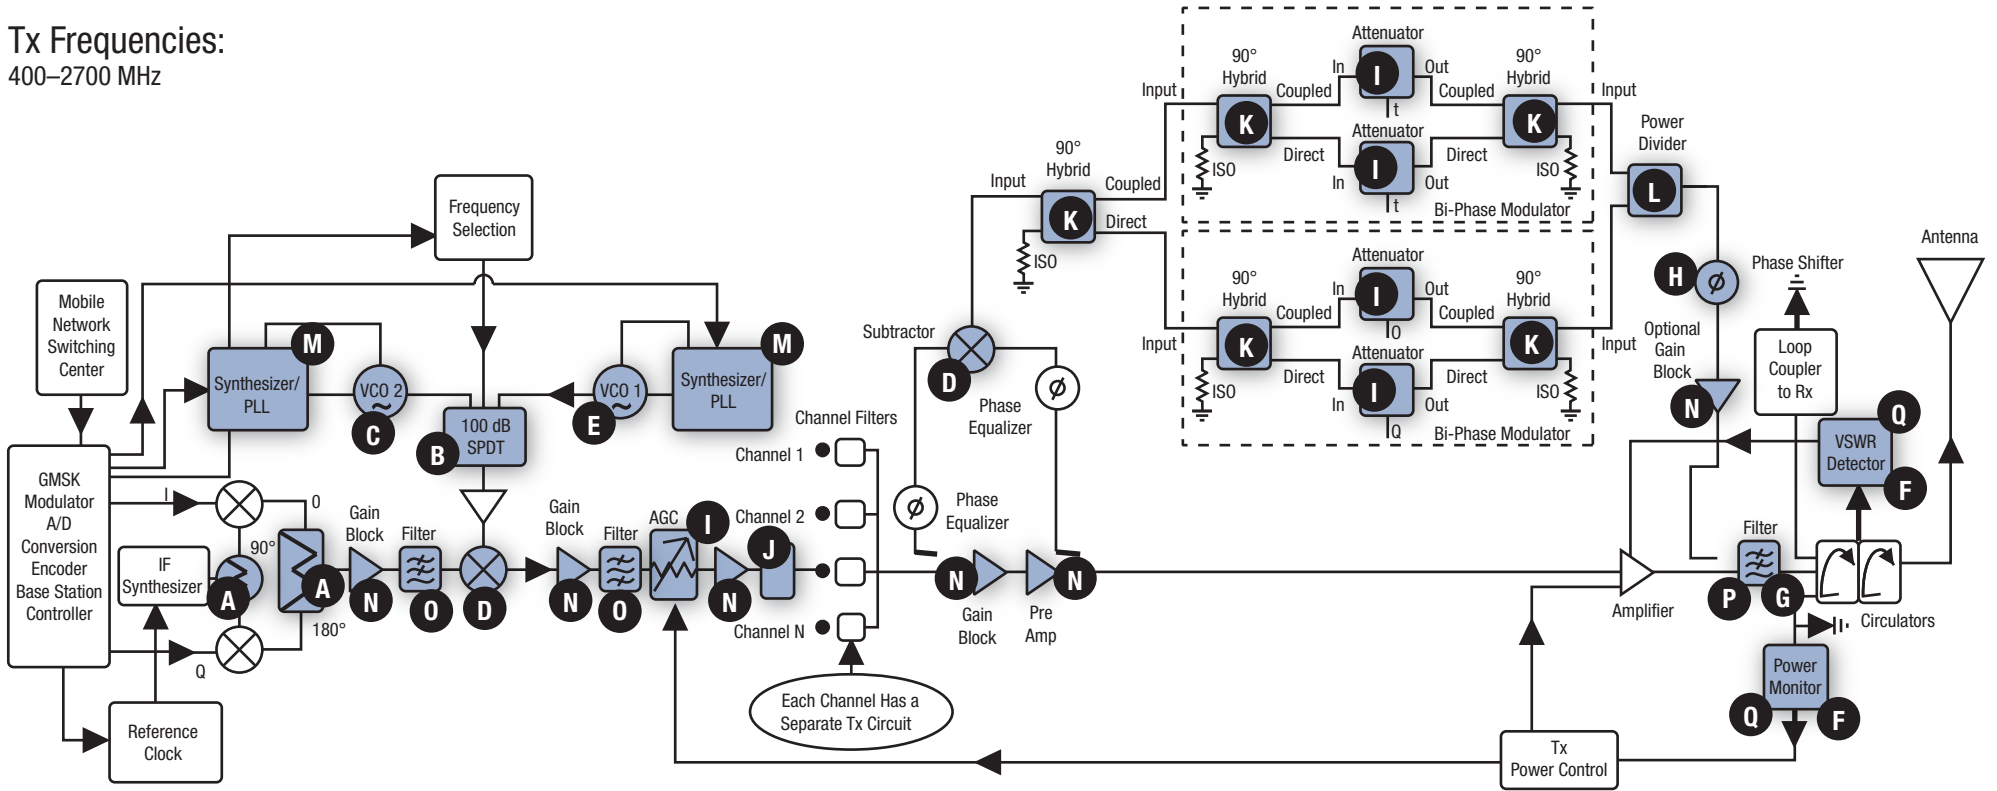 Tx Frequencies:
400–2700 MHz
Mobile
Network
Switching
Center
GMSK
Modulator
A/D
Conversion
Encoder
Base Station
Controller
Reference
Clock
IF
Synthesizer
I
Q
90°
0
180°
A
A
Synthesizer/
PLL
M
VCO 2
~
C
Frequency
Selection
100 dB
SPDT
B
VCO 1
~
E
Synthesizer/
PLL
M
Gain
Block
N
Filter
O
D
Gain
Block
N
Filter
O
AGC
I
N
J
Channel Filters
Channel 1
Channel 2
Channel N
Each Channel Has a
Separate Tx Circuit
Subtractor
D
Phase
Equalizer
ϕ
Phase
Equalizer
ϕ
N
Gain
Block
N
Pre
Amp
Input
90°
Hybrid
K
ISO
Coupled
Direct
Input
90°
Hybrid
K
ISO
Coupled
Direct
Attenuator
In
I
Out
t
Attenuator
I
In
Out
t
Coupled
Direct
90°
Hybrid
K
ISO
Bi-Phase Modulator
Input
Input
90°
Hybrid
K
ISO
Coupled
Direct
Attenuator
In
I
Out
O
Attenuator
I
In
Out
Q
Coupled
Direct
90°
Hybrid
K
ISO
Bi-Phase Modulator
Input
Power
Divider
L
H
ϕ
Phase Shifter
Optional
Gain
Block
N
Loop
Coupler
to Rx
Antenna
VSWR
Detector
Q
F
Amplifier
Filter
P
G
Circulators
Power
Monitor
Q
F
Tx
Power Control